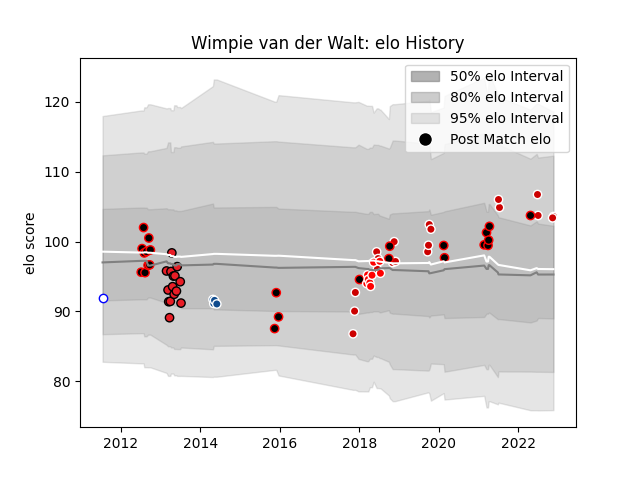 Wimpie van der Walt: elo History
50% elo Interval
80% elo Interval
95% elo Interval
Post Match elo
elo score
120
110
100
90
80
2012
2014
2016
2018
2020
2022